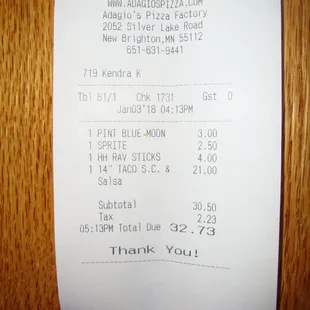 WWW.ADAGIOSPIZZA.COM
Adagio's Pizza Factory
2052 Silver Lake Road
New Brighton,MN 55112
651-631-9441
719 Kendra K
Tbl 81/1 Chk 1731 Gst 0
Jan03'18 04:13PM
1 PINT BLUE MOON 3.00
1 SPRITE 2.50
1 HH RAV STICKS 4.00
1 14" TACO S.C. & 21.00
Salsa
Subtotal 30.50
Tax 2.23
05:13PM Total Due 32.73
Thank You!